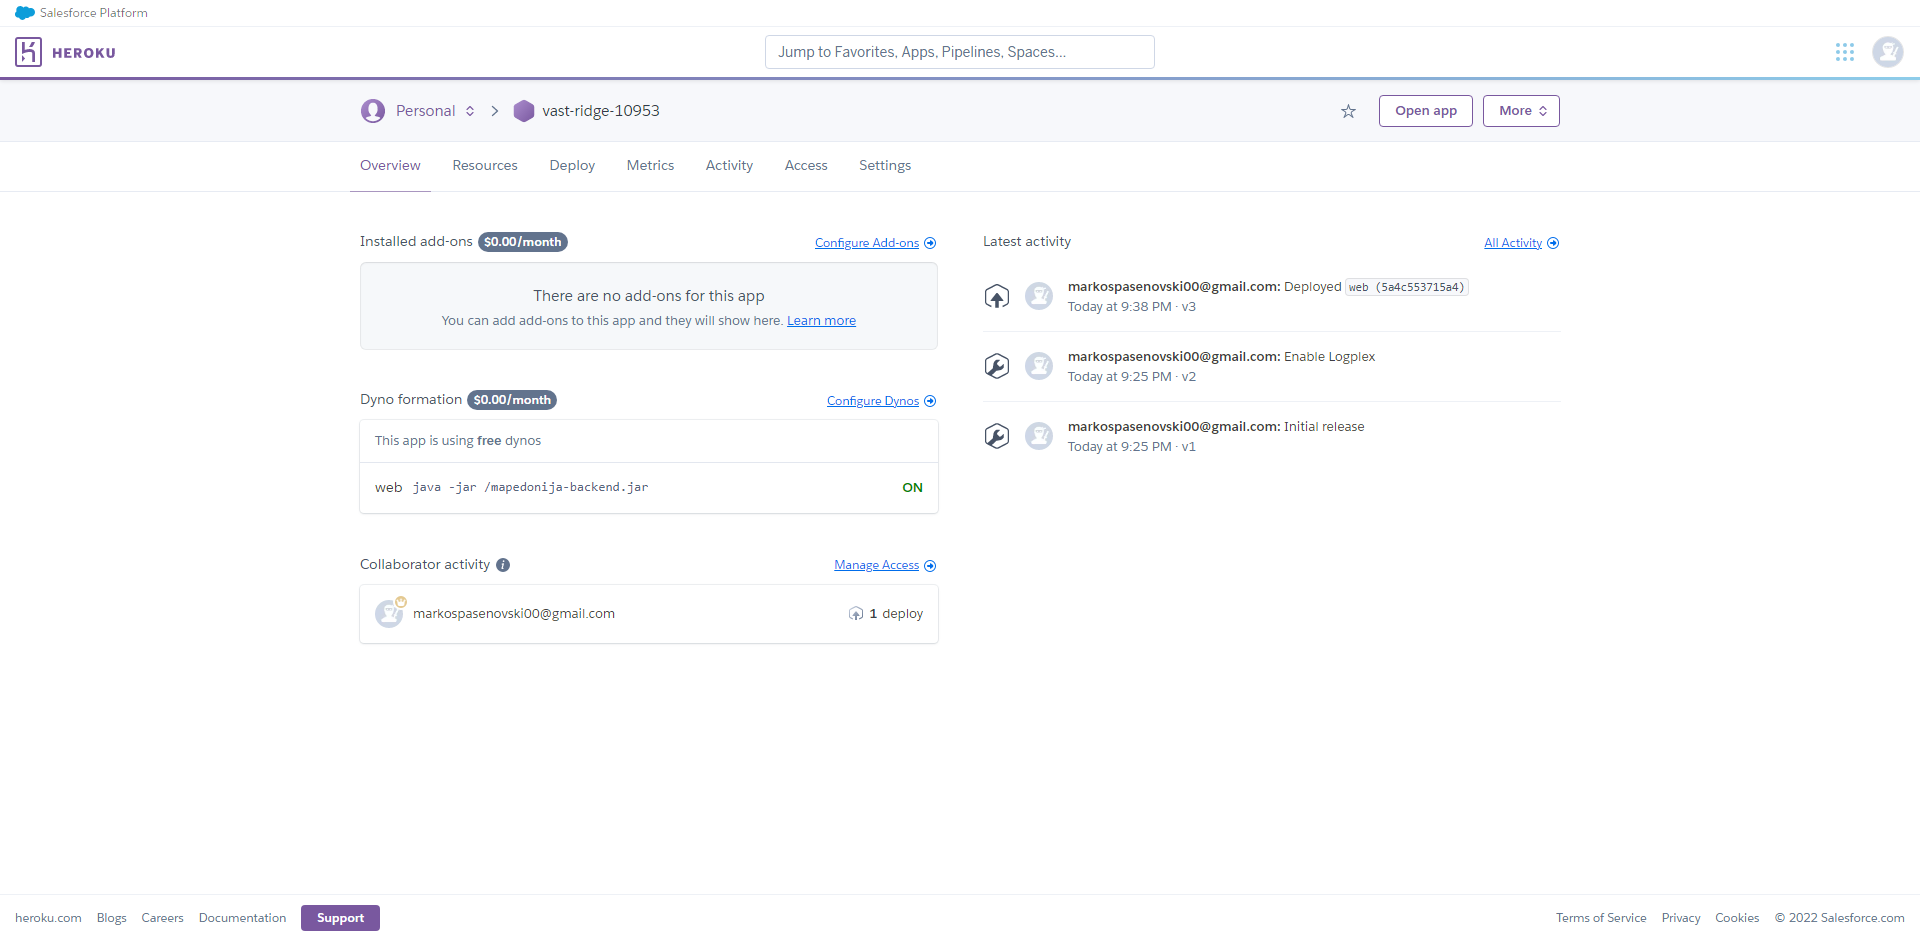 Salesforce Platform
HEROKU
Jump to Favorites, Apps, Pipelines, Spaces...
Personal
vast-ridge-10953
Open app
More
Overview
Resources
Deploy
Metrics
Activity
Access
Settings
Installed add-ons $0.00/month
Configure Add-ons
There are no add-ons for this app
You can add add-ons to this app and they will show here. Learn more
Dyno formation $0.00/month
Configure Dynos
This app is using free dynos
web java -jar /mapedonija-backend.jar
ON
Collaborator activity i
Manage Access
markospasenovski00@gmail.com
1 deploy
Latest activity
All Activity
markospasenovski00@gmail.com: Deployed web (5a4c553715a4)
Today at 9:38 PM · v3
markospasenovski00@gmail.com: Enable Logplex
Today at 9:25 PM · v2
markospasenovski00@gmail.com: Initial release
Today at 9:25 PM · v1
heroku.com
Blogs
Careers
Documentation
Support
Terms of Service
Privacy
Cookies
© 2022 Salesforce.com